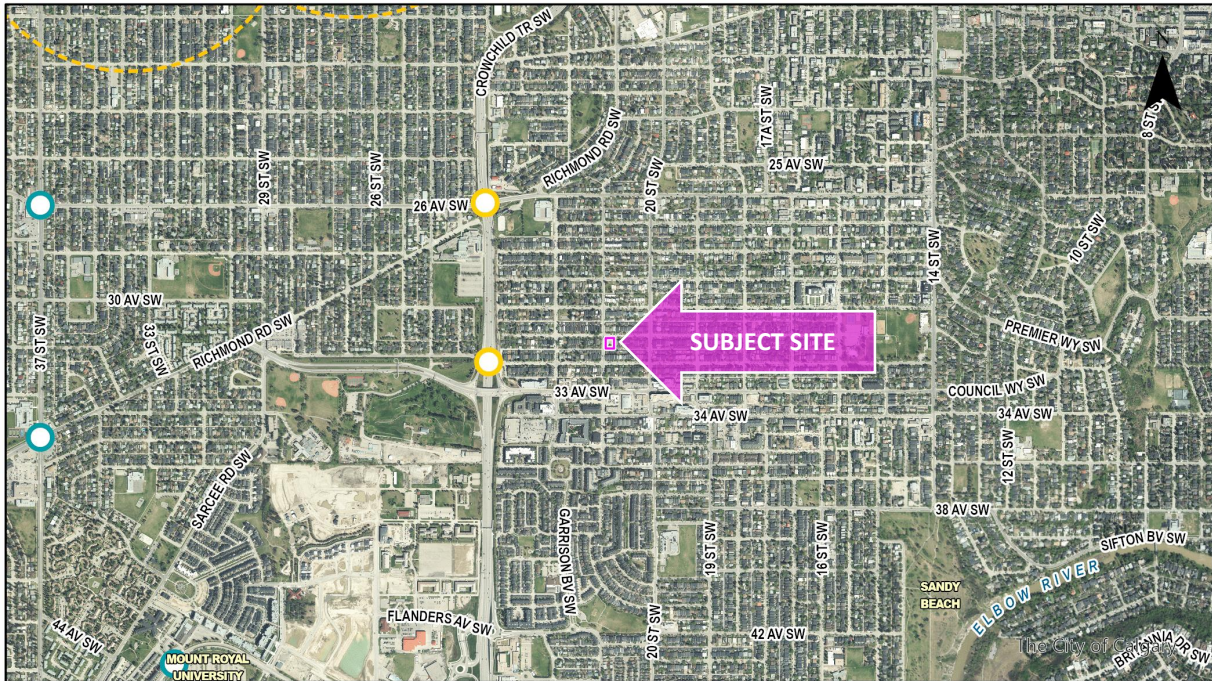 CROWCHILD TR SW
N
8 ST S
17A ST SW
RICHMOND RD SW
25 AV SW
29 ST SW
26 ST SW
20 ST SW
26 AV SW
10 ST SW
14 ST SW
30 AV SW
33 ST SW
RICHMOND RD SW
37 ST SW
SUBJECT SITE
PREMIER WY SW
33 AV SW
COUNCIL WY SW
34 AV SW
34 AV SW
12 ST SW
SARCEE RD SW
38 AV SW
GARRISON BV SW
19 ST SW
16 ST SW
SIFTON BV SW
SANDY
BEACH
ELBOW RIVER
FLANDERS AV SW
20 ST SW
42 AV SW
44 AV SW
The City of Calgary
BRITANNIA DR SW
MOUNT ROYAL
UNIVERSITY